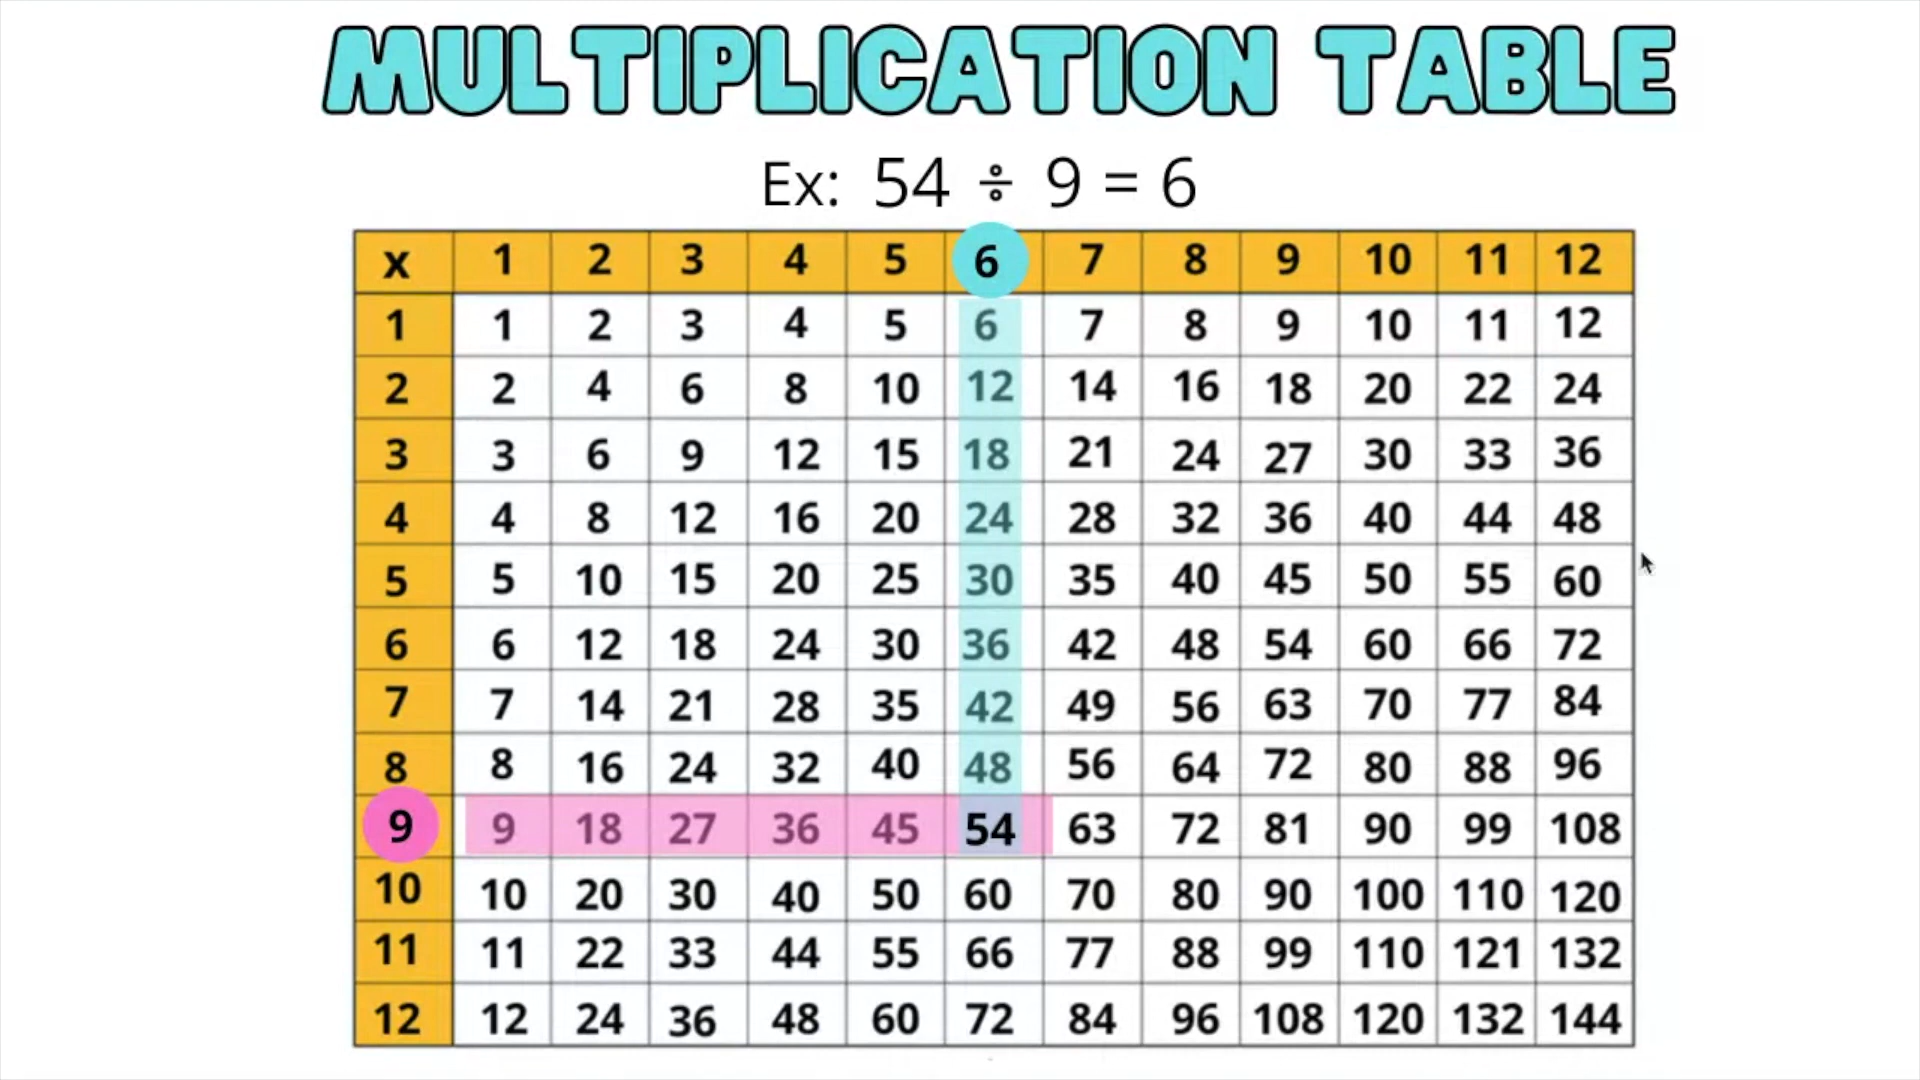 MULTIPLICATION TABLE
Ex: 54 ÷ 9 = 6
x 1 2 3 4 5 6 7 8 9 10 11 12
1 1 2 3 4 5 6 7 8 9 10 11 12
2 2 4 6 8 10 12 14 16 18 20 22 24
3 3 6 9 12 15 18 21 24 27 30 33 36
4 4 8 12 16 20 24 28 32 36 40 44 48
5 5 10 15 20 25 30 35 40 45 50 55 60
6 6 12 18 24 30 36 42 48 54 60 66 72
7 7 14 21 28 35 42 49 56 63 70 77 84
8 8 16 24 32 40 48 56 64 72 80 88 96
9 9 18 27 36 45 54 63 72 81 90 99 108
10 10 20 30 40 50 60 70 80 90 100 110 120
11 11 22 33 44 55 66 77 88 99 110 121 132
12 12 24 36 48 60 72 84 96 108 120 132 144